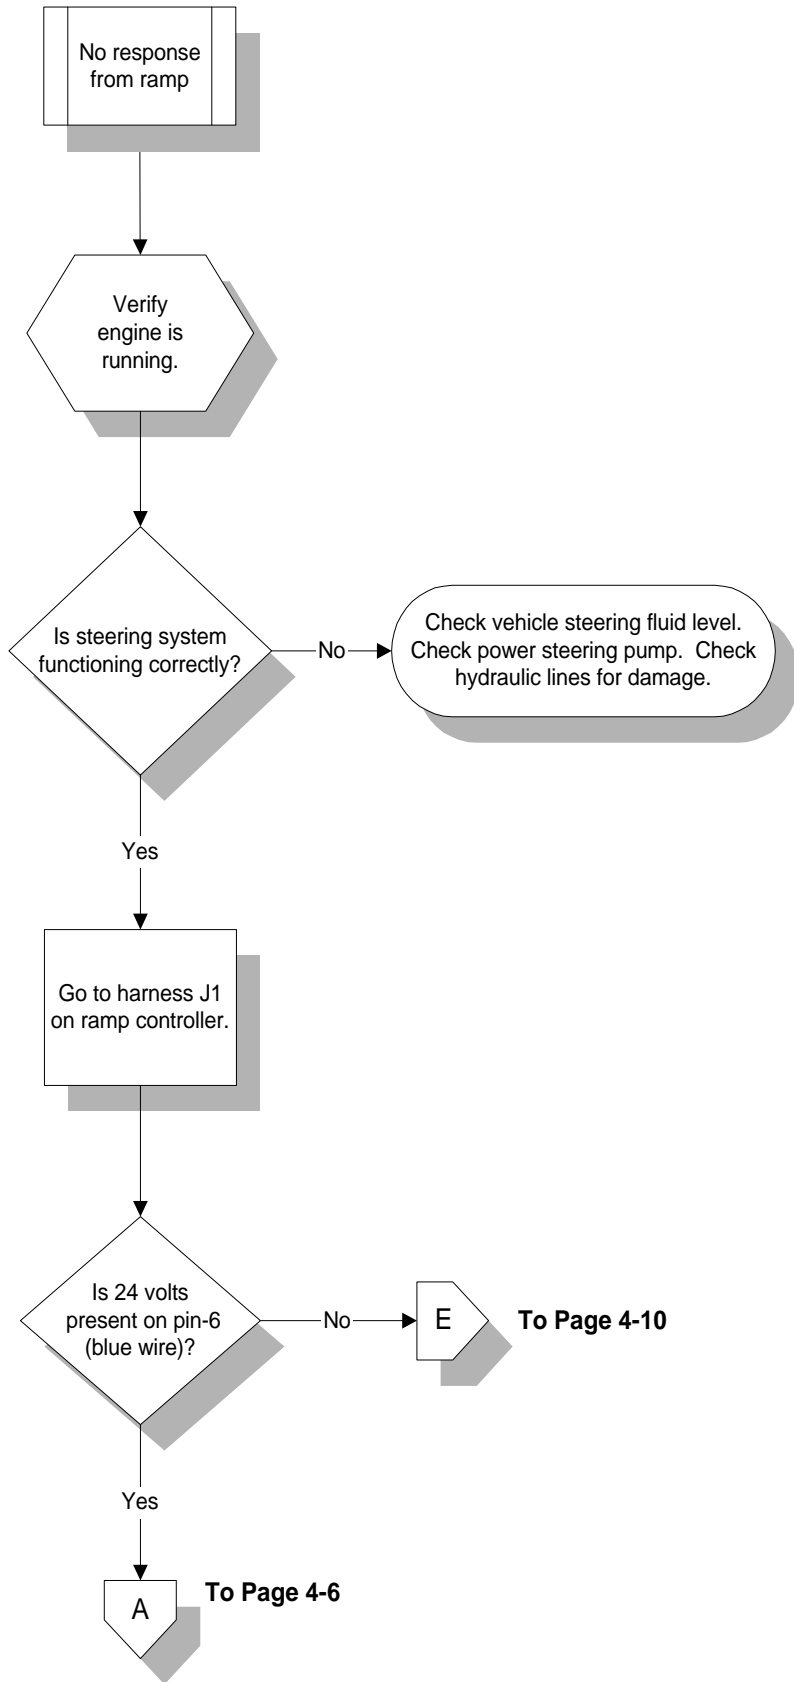 No response
from ramp
Verify
engine is
running.
Is steering system
functioning correctly?
No
Check vehicle steering fluid level.
Check power steering pump.  Check
hydraulic lines for damage.
Yes
Go to harness J1
on ramp controller.
Is 24 volts
present on pin-6
(blue wire)?
No
E
To Page 4-10
Yes
A
To Page 4-6